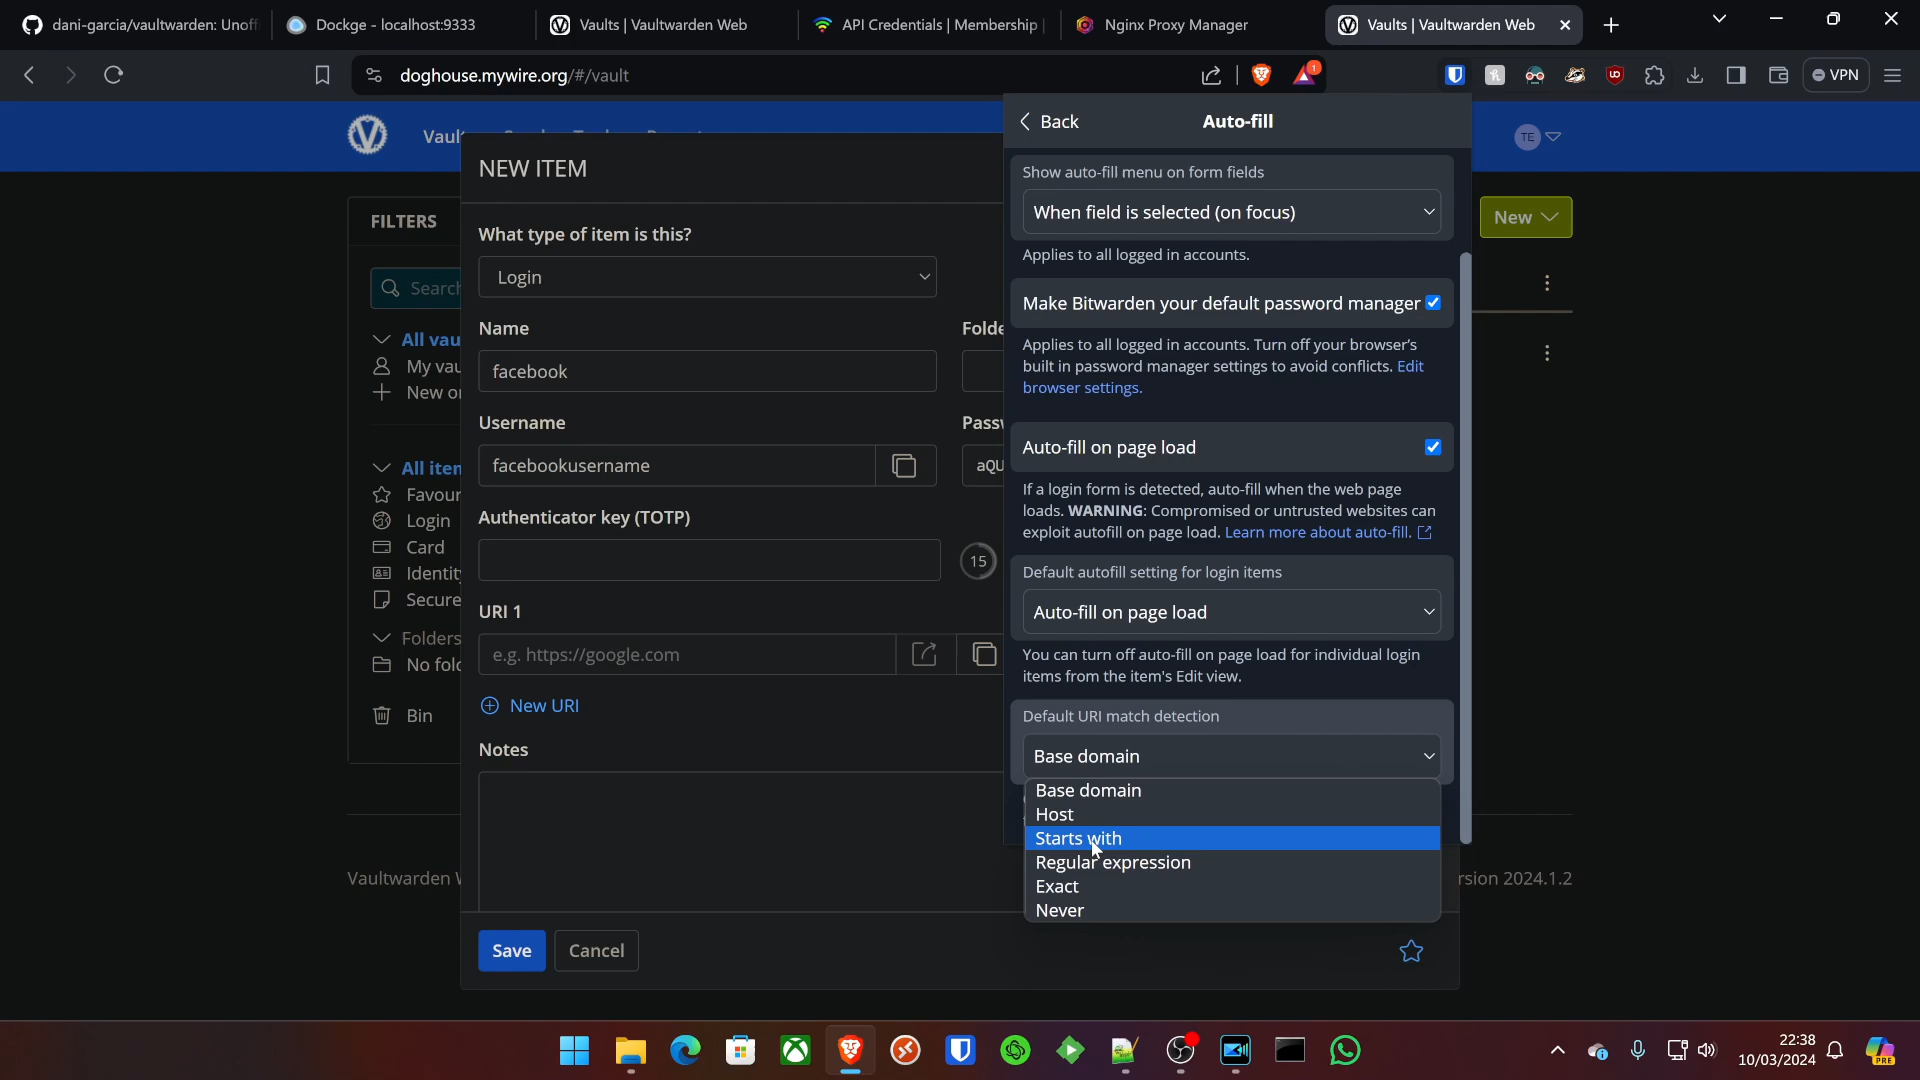 dani-garcia/vaultwarden: Unoff
Dockge - localhost:9333
Vaults | Vaultwarden Web
API Credentials | Membership
Nginx Proxy Manager
Vaults | Vaultwarden Web
doghouse.mywire.org/#/vault
1
VPN
Vaul
TE
Back
Auto-fill
NEW ITEM
Show auto-fill menu on form fields
When field is selected (on focus)
Applies to all logged in accounts.
FILTERS
New
What type of item is this?
Login
Search
Make Bitwarden your default password manager
Applies to all logged in accounts. Turn off your browser's
built in password manager settings to avoid conflicts. Edit
browser settings.
Name
Folde
All vau
My vau
New or
facebook
Username
Passw
facebookusername
aQU
Auto-fill on page load
If a login form is detected, auto-fill when the web page
loads. WARNING: Compromised or untrusted websites can
exploit autofill on page load. Learn more about auto-fill.
All item
Favour
Login
Card
Identity
Secure
Folders
No fold
Bin
Authenticator key (TOTP)
15
Default autofill setting for login items
Auto-fill on page load
URI 1
e.g. https://google.com
You can turn off auto-fill on page load for individual login
items from the item's Edit view.
New URI
Default URI match detection
Base domain
Notes
Base domain
Host
Starts with
Regular expression
Exact
Never
Vaultwarden
rsion 2024.1.2
Save
Cancel
22:38
10/03/2024
PRE